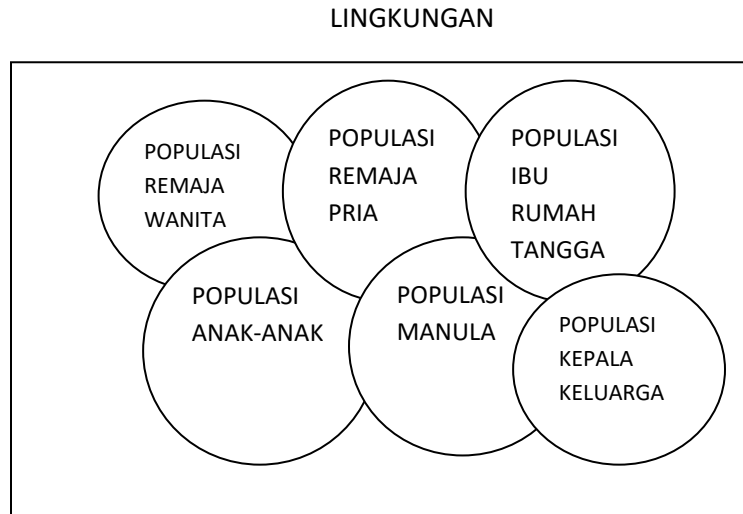 LINGKUNGAN
POPULASI
REMAJA
WANITA
POPULASI
REMAJA
PRIA
POPULASI
IBU
RUMAH
TANGGA
POPULASI
ANAK-ANAK
POPULASI
MANULA
POPULASI
KEPALA
KELUARGA